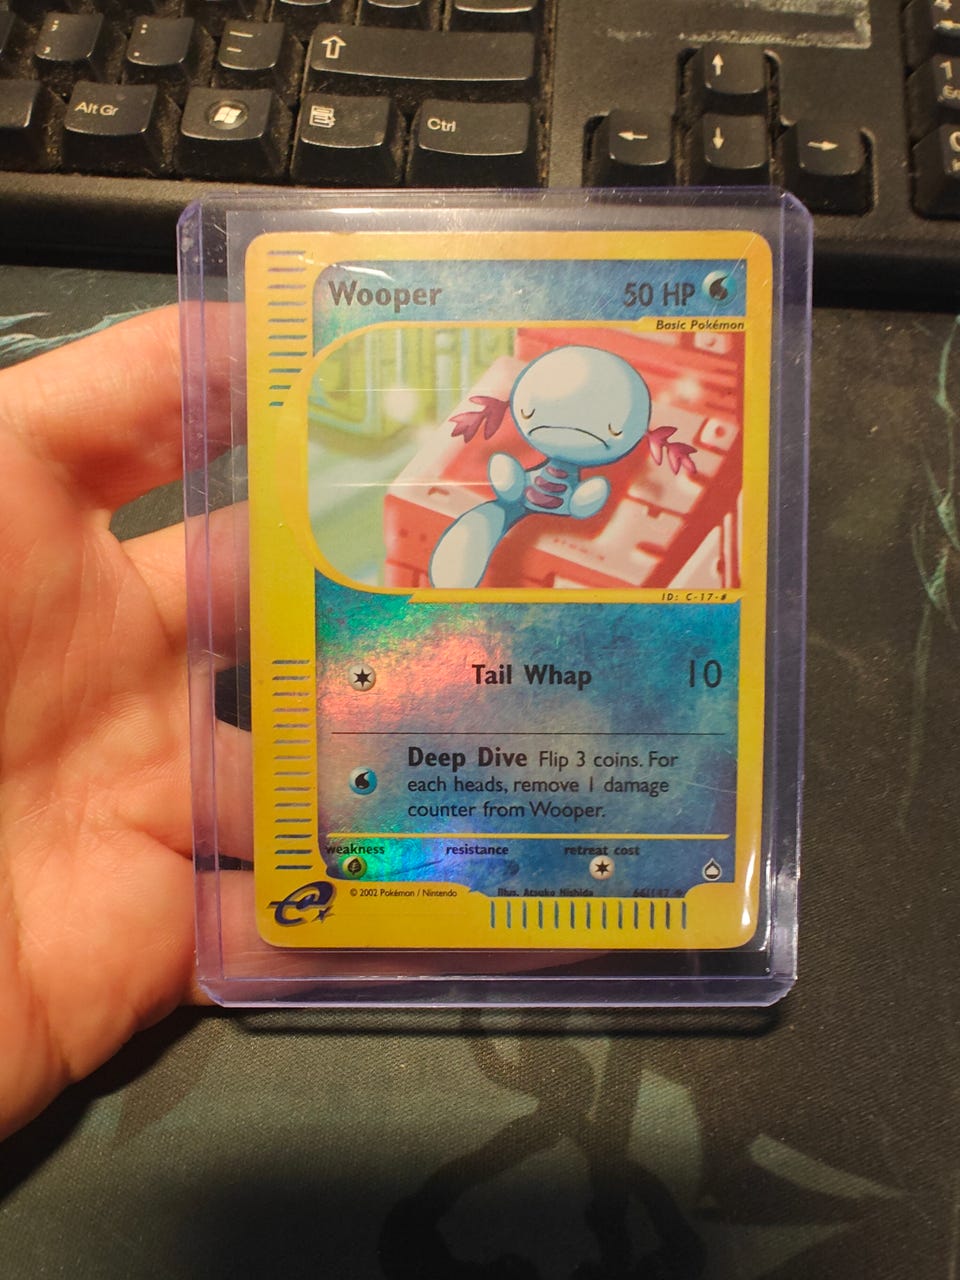 Alt Gr
Ctrl
Wooper
50 HP
Basic Pokémon
ID: C-17-#
Tail Whap 10
Deep Dive Flip 3 coins. For
each heads, remove 1 damage
counter from Wooper.
weakness resistance retreat cost
© 2002 Pokémon / Nintendo
Illus. Atsuko Nishida
e